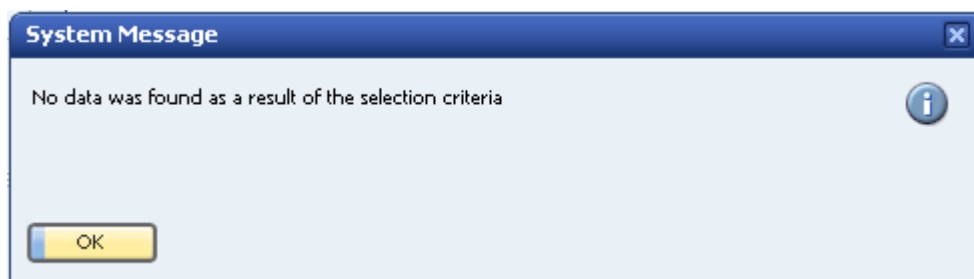 System Message
No data was found as a result of the selection criteria
OK